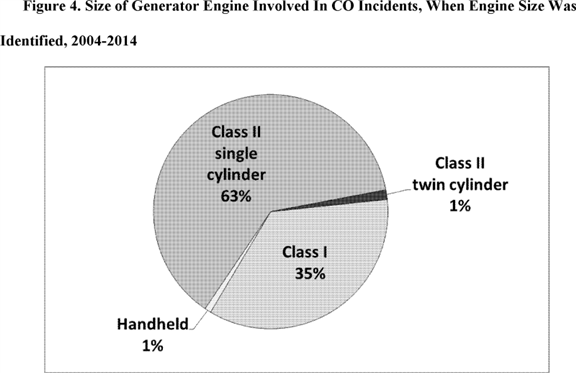 Figure 4. Size of Generator Engine Involved In CO Incidents, When Engine Size Was
Identified, 2004-2014
Class II
single
cylinder
63%
Class II
twin cylinder
1%
Class I
35%
Handheld
1%